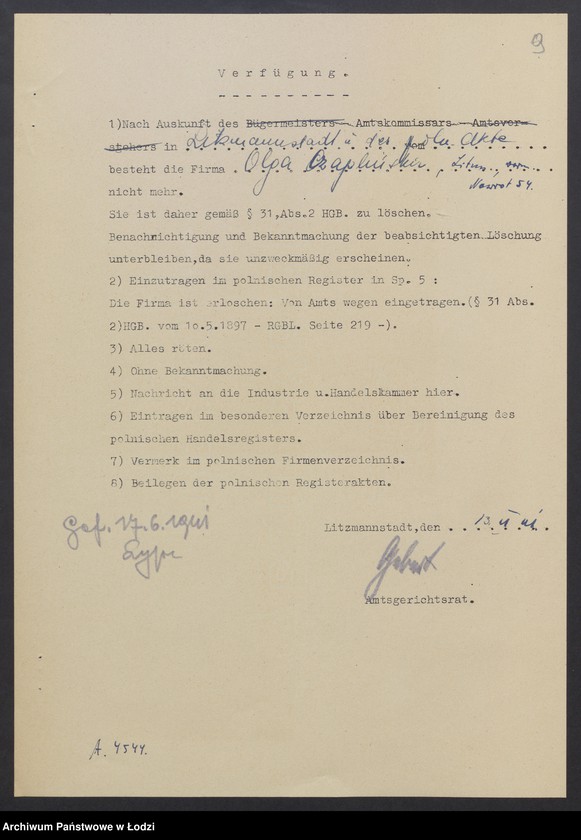 9
Verfügung.
1)Nach Auskunft des Bügermeisters - Amtskommissars - Amtsver-
stehers in Litzmannstadt u. der poln. Akte
besteht die Firma . Olga Czaplińska, Litzm.,
nicht mehr. Nawrot 54.
Sie ist daher gemäß § 31,Abs.2 HGB. zu löschen.
Benachrichtigung und Bekanntmachung der beabsichtigten Löschung
unterbleiben,da sie unzweckmäßig erscheinen.
2) Einzutragen im polnischen Register in Sp. 5 :
Die Firma ist erloschen: Von Amts wegen eingetragen.(§ 31 Abs.
2)HGB. vom 1o.5.1897 - RGBL. Seite 219 -).
3) Alles röten.
4) Ohne Bekanntmachung.
5) Nachricht an die Industrie u.Handelskammer hier.
6) Eintragen im besonderen Verzeichnis über Bereinigung des
polnischen Handelsregisters.
7) Vermerk im polnischen Firmenverzeichnis.
8) Beilegen der polnischen Registerakten.
Litzmannstadt,den
Gef. 17.6.1941
Amtsgerichtsrat.
A. 4544.
Archiwum Państwowe w Łodzi